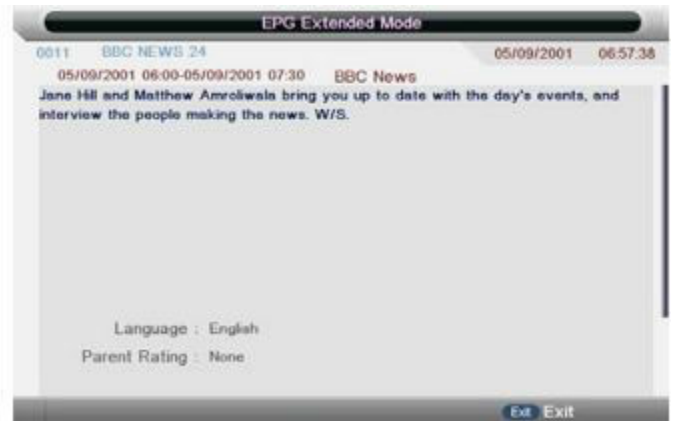 EPG Extended Mode
0011 BBC NEWS 24 05/09/2001 06:57:38
05/09/2001 06:00-05/09/2001 07:30 BBC News
Jane Hill and Matthew Amroliwala bring you up to date with the day's events, and
interview the people making the news. W/S.
Language : English
Parent Rating : None
Exit Exit